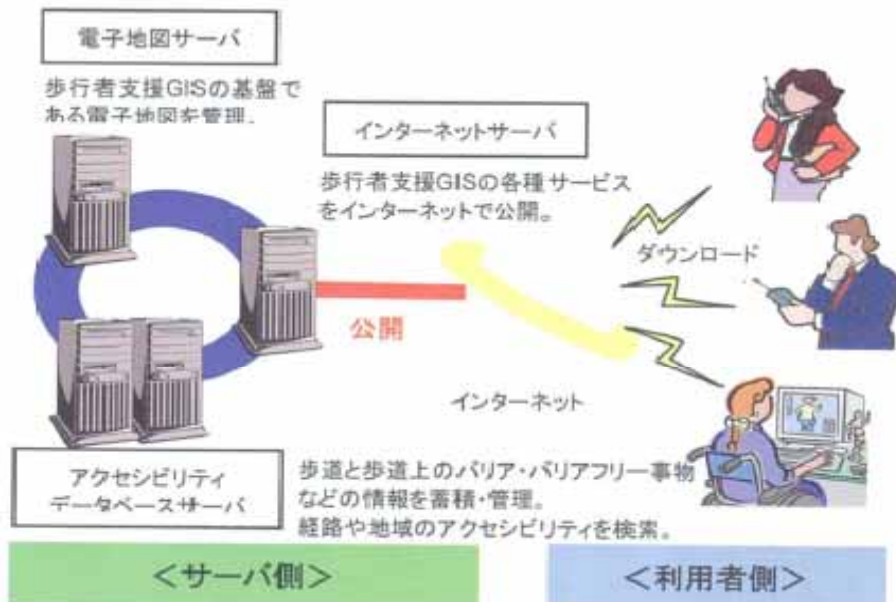 電子地図サーバ
歩行者支援GISの基盤で
ある電子地図を管理.
インターネットサーバ
歩行者支援GISの各種サービス
をインターネットで公開。
ダウンロード
公開
インターネット
アクセシビリティ
データベースサーバ
歩道と歩道上のバリア・バリアフリー事物
などの情報を蓄積・管理。
経路や地域のアクセシビリティを検索。
＜サーバ側＞
＜利用者側＞